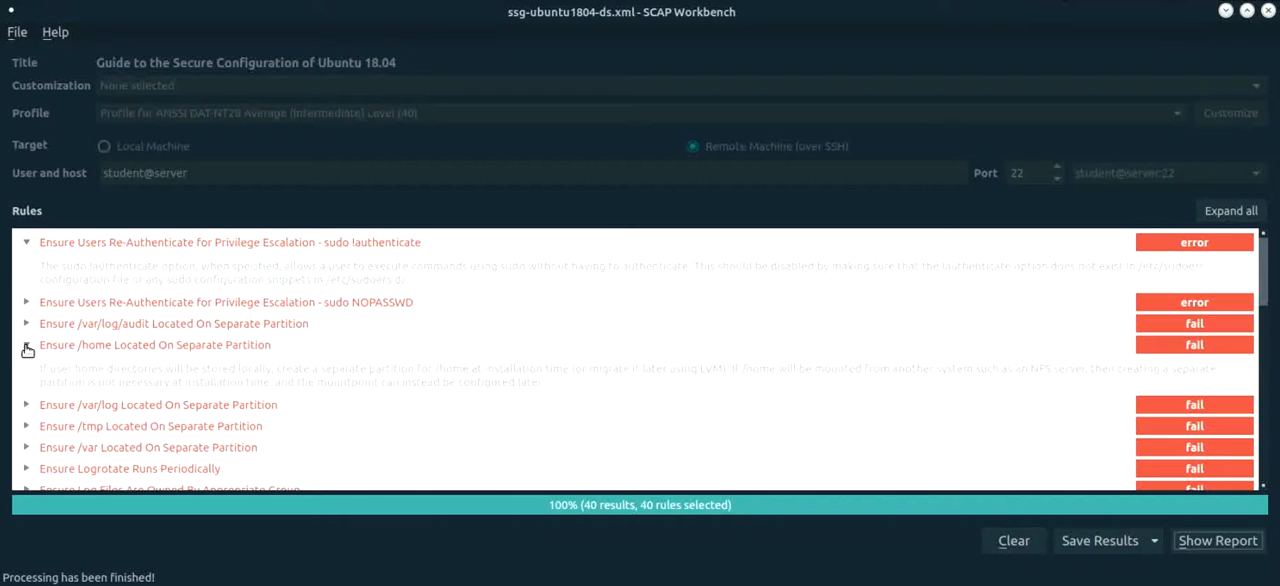 ssg-ubuntu1804-ds.xml - SCAP Workbench
File Help
Title Guide to the Secure Configuration of Ubuntu 18.04
Customization None selected
Profile Profile for ANSSI DAT-NT28 Average (Intermediate) Level (40) Customize
Target Local Machine Remote Machine (over SSH)
User and host student@server Port 22 student@server:22
Rules Expand all
Ensure Users Re-Authenticate for Privilege Escalation - sudo !authenticate error
The sudo !authenticate option, when specified, allows a user to execute commands using sudo without having to authenticate. This should be disabled by making sure that the !authenticate option does not exist in /etc/sudoers
configuration file or any sudo configuration snippets in /etc/sudoers.d/.
Ensure Users Re-Authenticate for Privilege Escalation - sudo NOPASSWD error
Ensure /var/log/audit Located On Separate Partition fail
Ensure /home Located On Separate Partition fail
If user home directories will be stored locally, create a separate partition for /home at installation time (or migrate it later using LVM). If /home will be mounted from another system such as an NFS server, then creating a separate
partition is not necessary at installation time, and the mountpoint can instead be configured later.
Ensure /var/log Located On Separate Partition fail
Ensure /tmp Located On Separate Partition fail
Ensure /var Located On Separate Partition fail
Ensure Logrotate Runs Periodically fail
Ensure Log Files Are Owned By Appropriate Group fail
100% (40 results, 40 rules selected)
Clear Save Results Show Report
Processing has been finished!